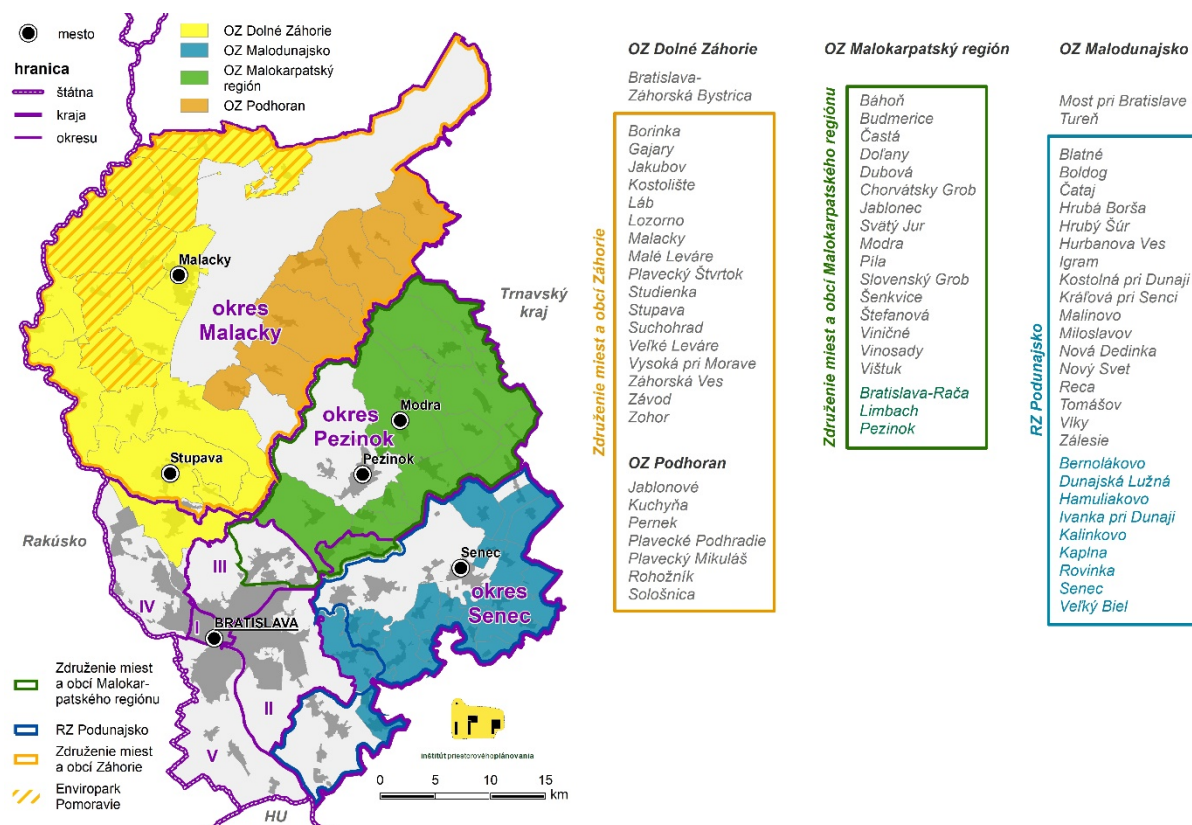 mesto
hranica
štátna
kraja
okresu
OZ Dolné Záhorie
OZ Malodunajsko
OZ Malokarpatský
región
OZ Podhoran
Malacky
okres
Malacky
Trnavský
kraj
okres
Pezinok
Modra
Pezinok
Stupava
Rakúsko
III
Senec
okres
Senec
IV
I
BRATISLAVA
II
V
HU
Združenie miest
a obcí Malokar-
patského regiónu
RZ Podunajsko
Združenie miest
a obcí Záhorie
Enviropark
Pomoravie
inštitút priestorového plánovania
0 5 10 15
km
OZ Dolné Záhorie
Bratislava-
Záhorská Bystrica
Združenie miest a obcí Záhorie
Borinka
Gajary
Jakubov
Kostolište
Láb
Lozorno
Malacky
Malé Leváre
Plavecký Štvrtok
Studienka
Stupava
Suchohrad
Veľké Leváre
Vysoká pri Morave
Záhorská Ves
Závod
Zohor
OZ Podhoran
Jablonové
Kuchyňa
Pernek
Plavecké Podhradie
Plavecký Mikuláš
Rohožník
Sološnica
OZ Malokarpatský región
Združenie miest a obcí Malokarpatského regiónu
Báhoň
Budmerice
Častá
Doľany
Dubová
Chorvátsky Grob
Jablonec
Svätý Jur
Modra
Píla
Slovenský Grob
Šenkvice
Štefanová
Viničné
Vinosady
Vištuk
Bratislava-Rača
Limbach
Pezinok
OZ Malodunajsko
Most pri Bratislave
Tureň
RZ Podunajsko
Blatné
Boldog
Čataj
Hrubá Borša
Hrubý Šúr
Hurbanova Ves
Igram
Kostolná pri Dunaji
Kráľová pri Senci
Malinovo
Miloslavov
Nová Dedinka
Nový Svet
Reca
Tomášov
Vlky
Zálesie
Bernolákovo
Dunajská Lužná
Hamuliakovo
Ivanka pri Dunaji
Kalinkovo
Kaplna
Rovinka
Senec
Veľký Biel